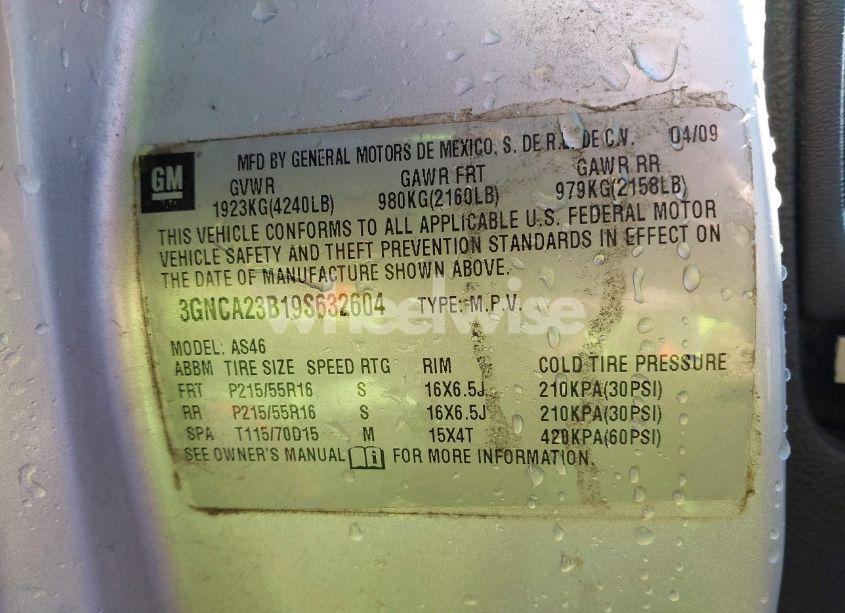 GM
MFD BY GENERAL MOTORS DE MEXICO, S. DE R.L. DE C.V. 04/09
GVWR GAWR FRT GAWR RR
1923KG(4240LB) 980KG(2160LB) 979KG(2158LB)
THIS VEHICLE CONFORMS TO ALL APPLICABLE U.S. FEDERAL MOTOR
VEHICLE SAFETY AND THEFT PREVENTION STANDARDS IN EFFECT ON
THE DATE OF MANUFACTURE SHOWN ABOVE.
3GNCA23B19S632604 TYPE: M.P.V.
wheelwise
MODEL: AS46
ABBM TIRE SIZE SPEED RTG RIM COLD TIRE PRESSURE
FRT P215/55R16 S 16X6.5J 210KPA(30PSI)
RR P215/55R16 S 16X6.5J 210KPA(30PSI)
SPA T115/70D15 M 15X4T 420KPA(60PSI)
SEE OWNER'S MANUAL FOR MORE INFORMATION.